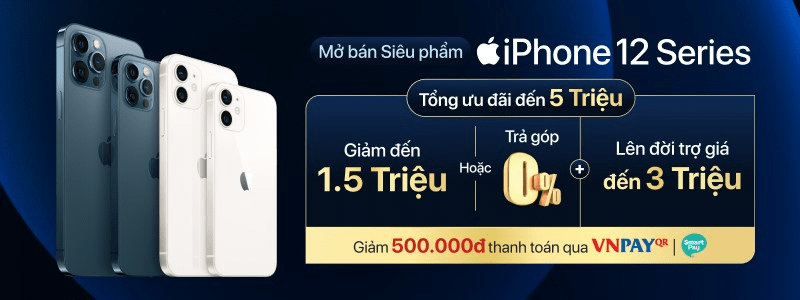 Mở bán Siêu phẩm iPhone 12 Series
Tổng ưu đãi đến 5 Triệu
Giảm đến
1.5 Triệu
Hoặc
Trả góp
0%
+
Lên đời trợ giá
đến 3 Triệu
Giảm 500.000đ thanh toán qua VNPAYQR | Smart Pay